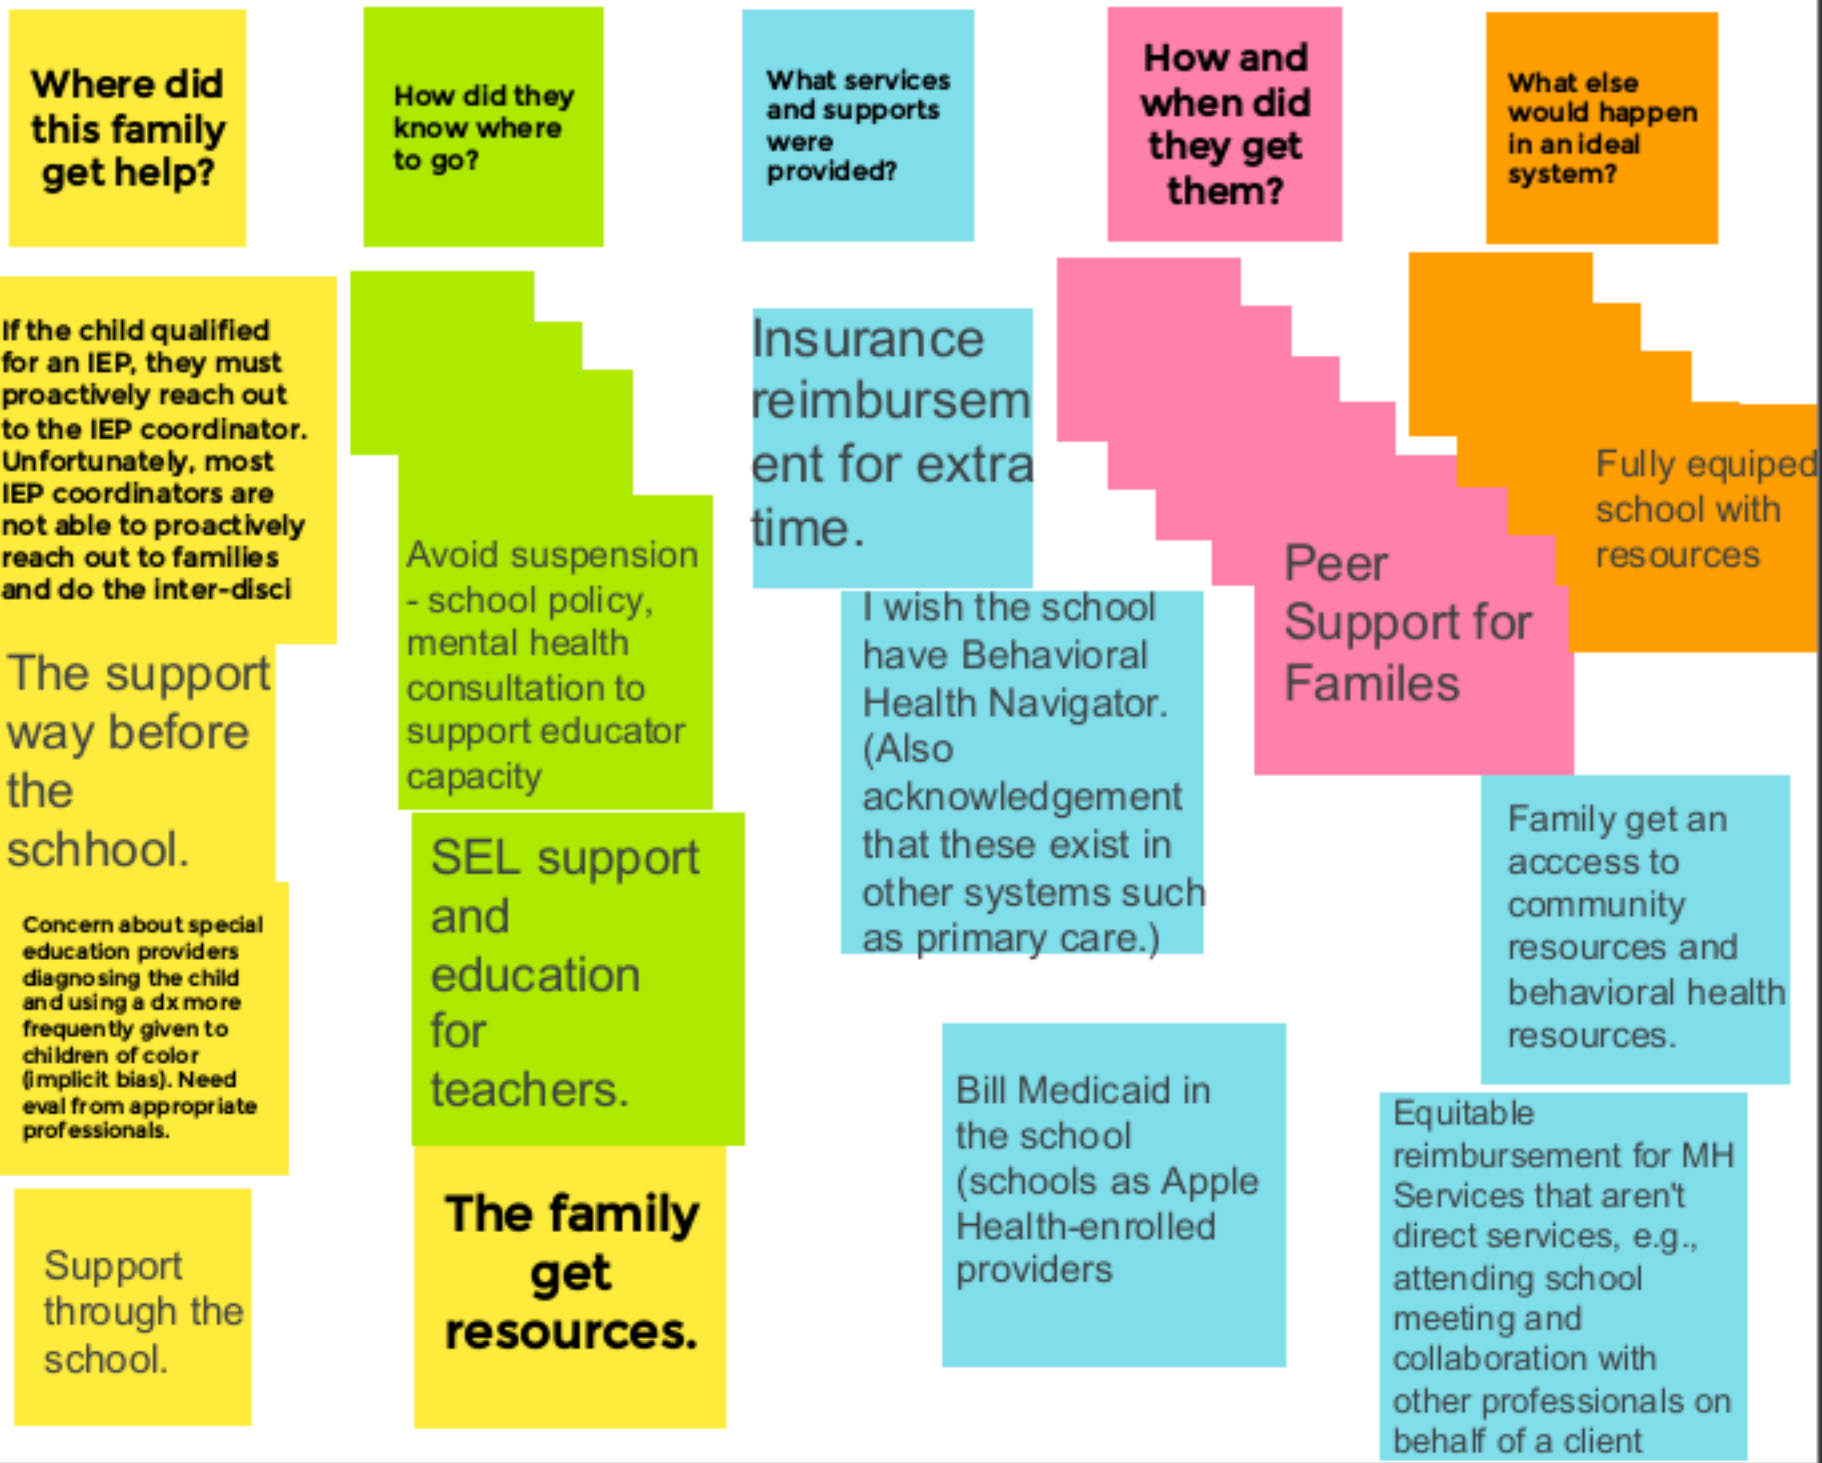 Where did
this family
get help?
How did they
know where
to go?
What services
and supports
were
provided?
How and
when did
they get
them?
What else
would happen
in an ideal
system?
If the child qualified
for an IEP, they must
proactively reach out
to the IEP coordinator.
Unfortunately, most
IEP coordinators are
not able to proactively
reach out to families
and do the inter-disci
The support
way before
the
schhool.
Concern about special
education providers
diagnosing the child
and using a dx more
frequently given to
children of color
(implicit bias). Need
eval from appropriate
professionals.
Support
through the
school.
Avoid suspension
- school policy,
mental health
consultation to
support educator
capacity
SEL support
and
education
for
teachers.
The family
get
resources.
Insurance
reimbursem
ent for extra
time.
I wish the school
have Behavioral
Health Navigator.
(Also
acknowledgement
that these exist in
other systems such
as primary care.)
Bill Medicaid in
the school
(schools as Apple
Health-enrolled
providers
Peer
Support for
Familes
Fully equiped
school with
resources
Family get an
acccess to
community
resources and
behavioral health
resources.
Equitable
reimbursement for MH
Services that aren't
direct services, e.g.,
attending school
meeting and
collaboration with
other professionals on
behalf of a client